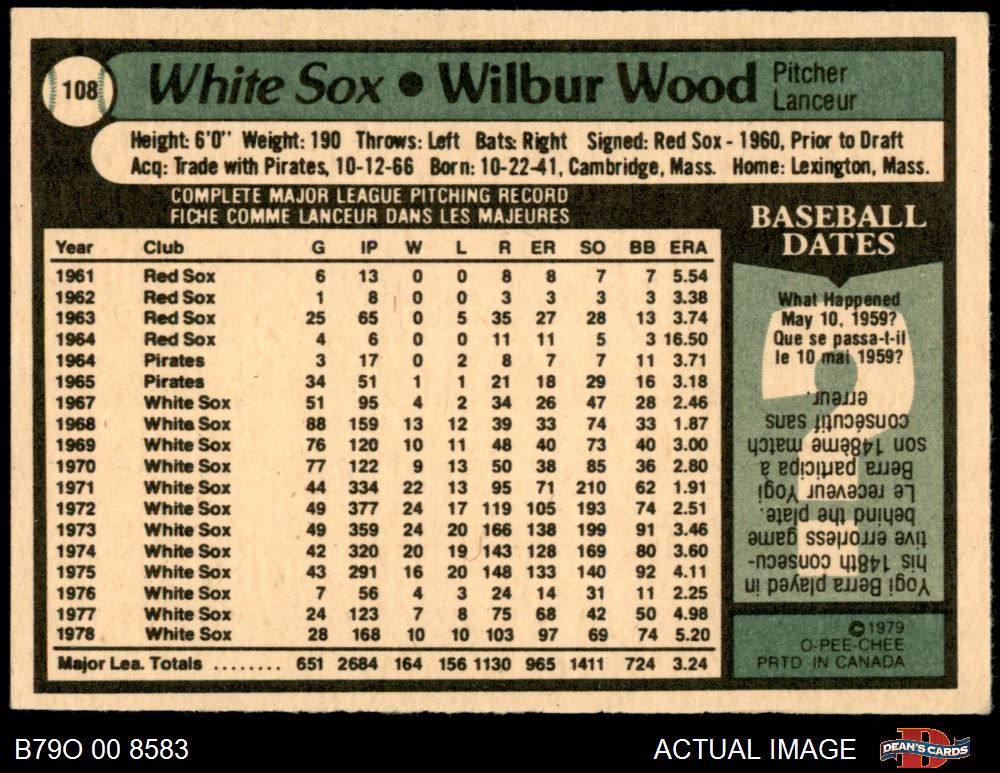 108
White Sox • Wilbur Wood
Pitcher
Lanceur
Height: 6'0" Weight: 190 Throws: Left Bats: Right Signed: Red Sox - 1960, Prior to Draft
Acq: Trade with Pirates, 10-12-66 Born: 10-22-41, Cambridge, Mass. Home: Lexington, Mass.
COMPLETE MAJOR LEAGUE PITCHING RECORD
FICHE COMME LANCEUR DANS LES MAJEURES
Year Club G IP W L R ER SO BB ERA
1961 Red Sox 6 13 0 0 8 8 7 7 5.54
1962 Red Sox 1 8 0 0 3 3 3 3 3.38
1963 Red Sox 25 65 0 5 35 27 28 13 3.74
1964 Red Sox 4 6 0 0 11 11 5 3 16.50
1964 Pirates 3 17 0 2 8 7 7 11 3.71
1965 Pirates 34 51 1 1 21 18 29 16 3.18
1967 White Sox 51 95 4 2 34 26 47 28 2.46
1968 White Sox 88 159 13 12 39 33 74 33 1.87
1969 White Sox 76 120 10 11 48 40 73 40 3.00
1970 White Sox 77 122 9 13 50 38 85 36 2.80
1971 White Sox 44 334 22 13 95 71 210 62 1.91
1972 White Sox 49 377 24 17 119 105 193 74 2.51
1973 White Sox 49 359 24 20 166 138 199 91 3.46
1974 White Sox 42 320 20 19 143 128 169 80 3.60
1975 White Sox 43 291 16 20 148 133 140 92 4.11
1976 White Sox 7 56 4 3 24 14 31 11 2.25
1977 White Sox 24 123 7 8 75 68 42 50 4.98
1978 White Sox 28 168 10 10 103 97 69 74 5.20
Major Lea. Totals ........ 651 2684 164 156 1130 965 1411 724 3.24
BASEBALL
DATES
What Happened
May 10, 1959?
Que se passa-t-il
le 10 mai 1959?
Yogi Berra played in
his 148th consecu-
tive errorless game
behind the plate.
Le receveur Yogi
Berra participa à
son 148ème match
consécutif sans
erreur.
©1979
O-PEE-CHEE
PRTD IN CANADA
B79O 00 8583
ACTUAL IMAGE
DEAN'S CARDS